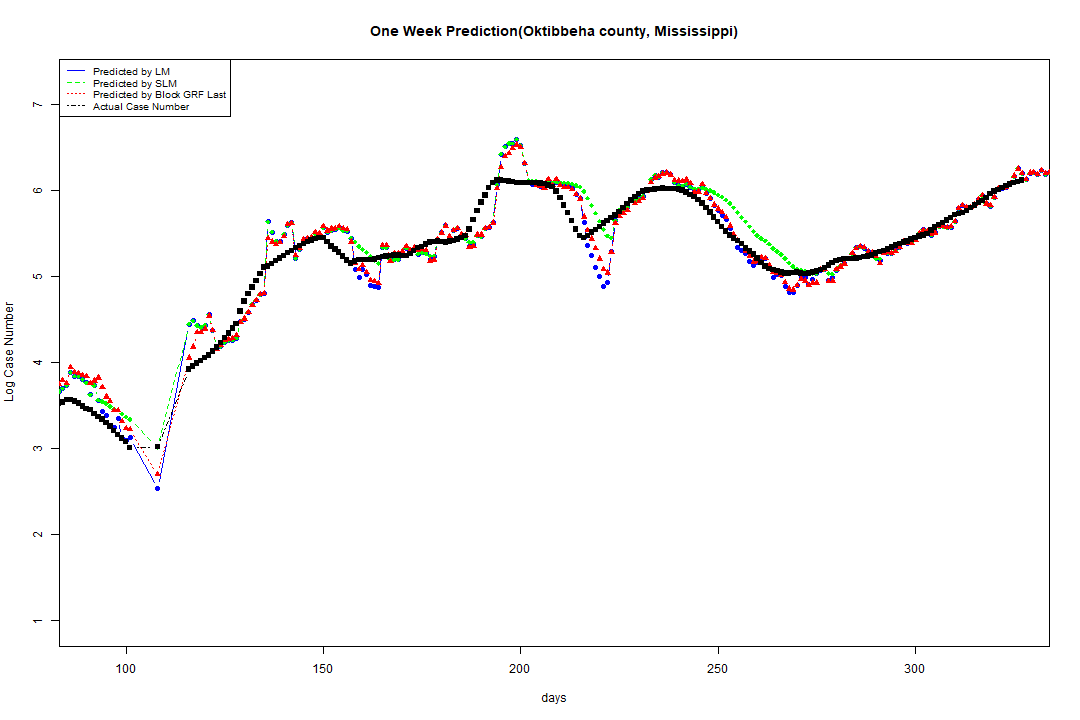 One Week Prediction(Oktibbeha county, Mississippi)
Predicted by LM
Predicted by SLM
Predicted by Block GRF Last
Actual Case Number
7
6
5
4
3
2
1
Log Case Number
100 150 200 250 300
days